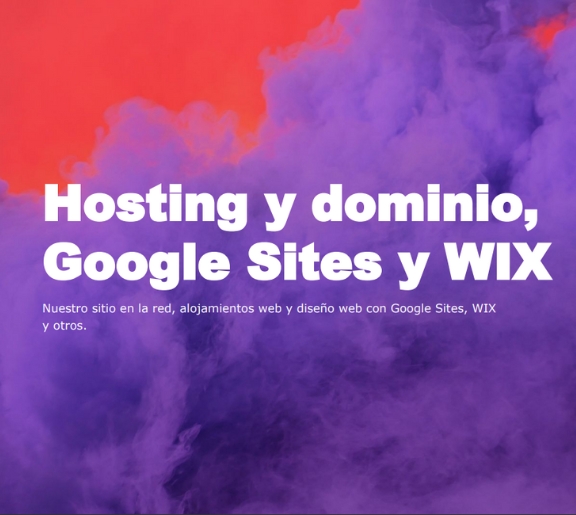 Hosting y dominio,
Google Sites y WIX
Nuestro sitio en la red, alojamientos web y diseño web con Google Sites, WIX
y otros.